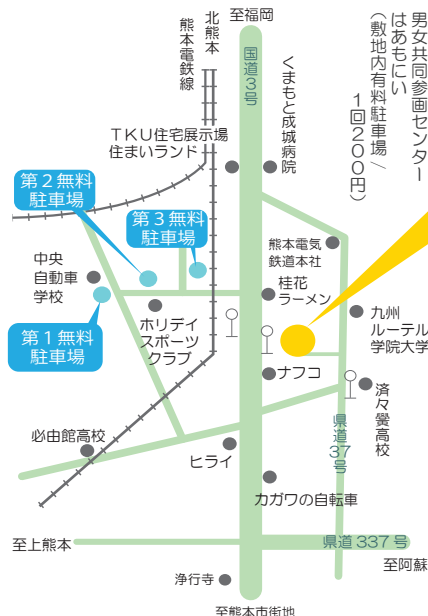 至福岡
北熊本
熊本電鉄線
国道3号
くまもと成城病院
男女共同参画センター
はあもにい
（敷地内有料駐車場／
1回200円）
ＴＫＵ住宅展示場
住まいランド
第２無料
駐車場
第３無料
駐車場
中央
自動車
学校
熊本電気
鉄道本社
桂花
ラーメン
第１無料
駐車場
ホリデイ
スポーツ
クラブ
九州
ルーテル
学院大学
ナフコ
済々黌高校
県道37号
必由館高校
ヒライ
カガワの自転車
至上熊本
県道337号
至阿蘇
浄行寺
至熊本市街地